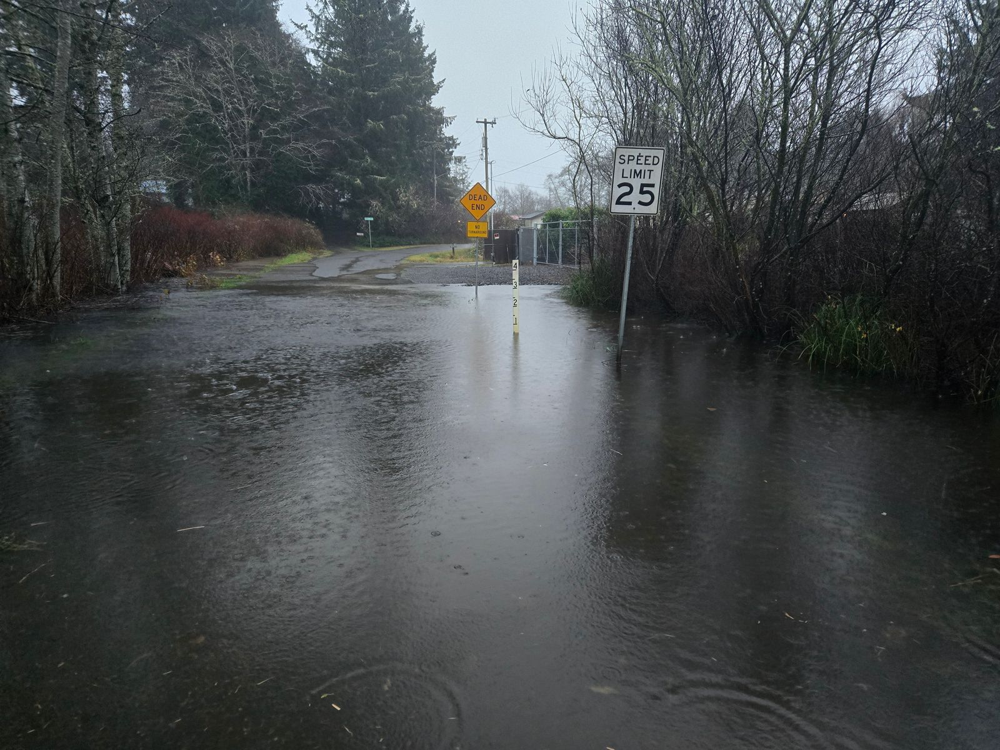 SPEED
LIMIT
25
DEAD
END
NO
TURNAROUND
4
3
2
1